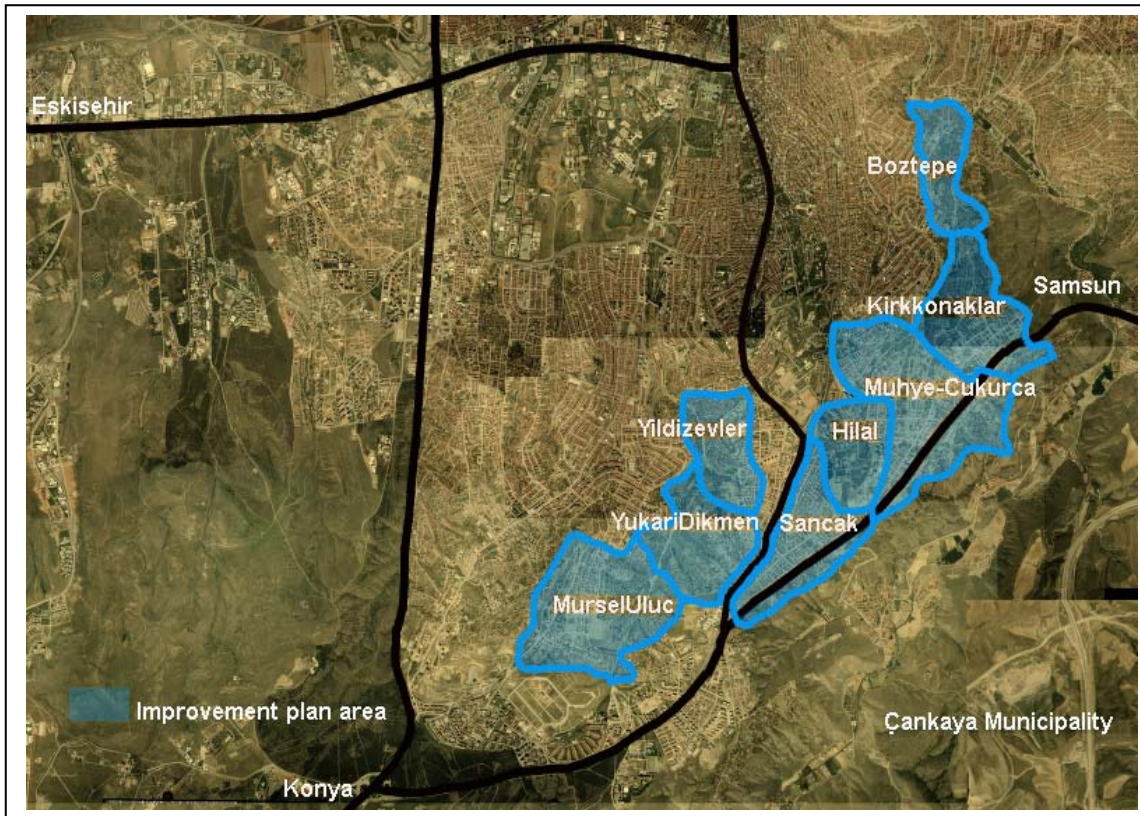 Eskisehir
Boztepe
Samsun
Kirkkonaklar
Muhye-Cukurca
Yildizevler
Hilal
YukariDikmen
Sancak
MurselUluc
Improvement plan area
Çankaya Municipality
Konya